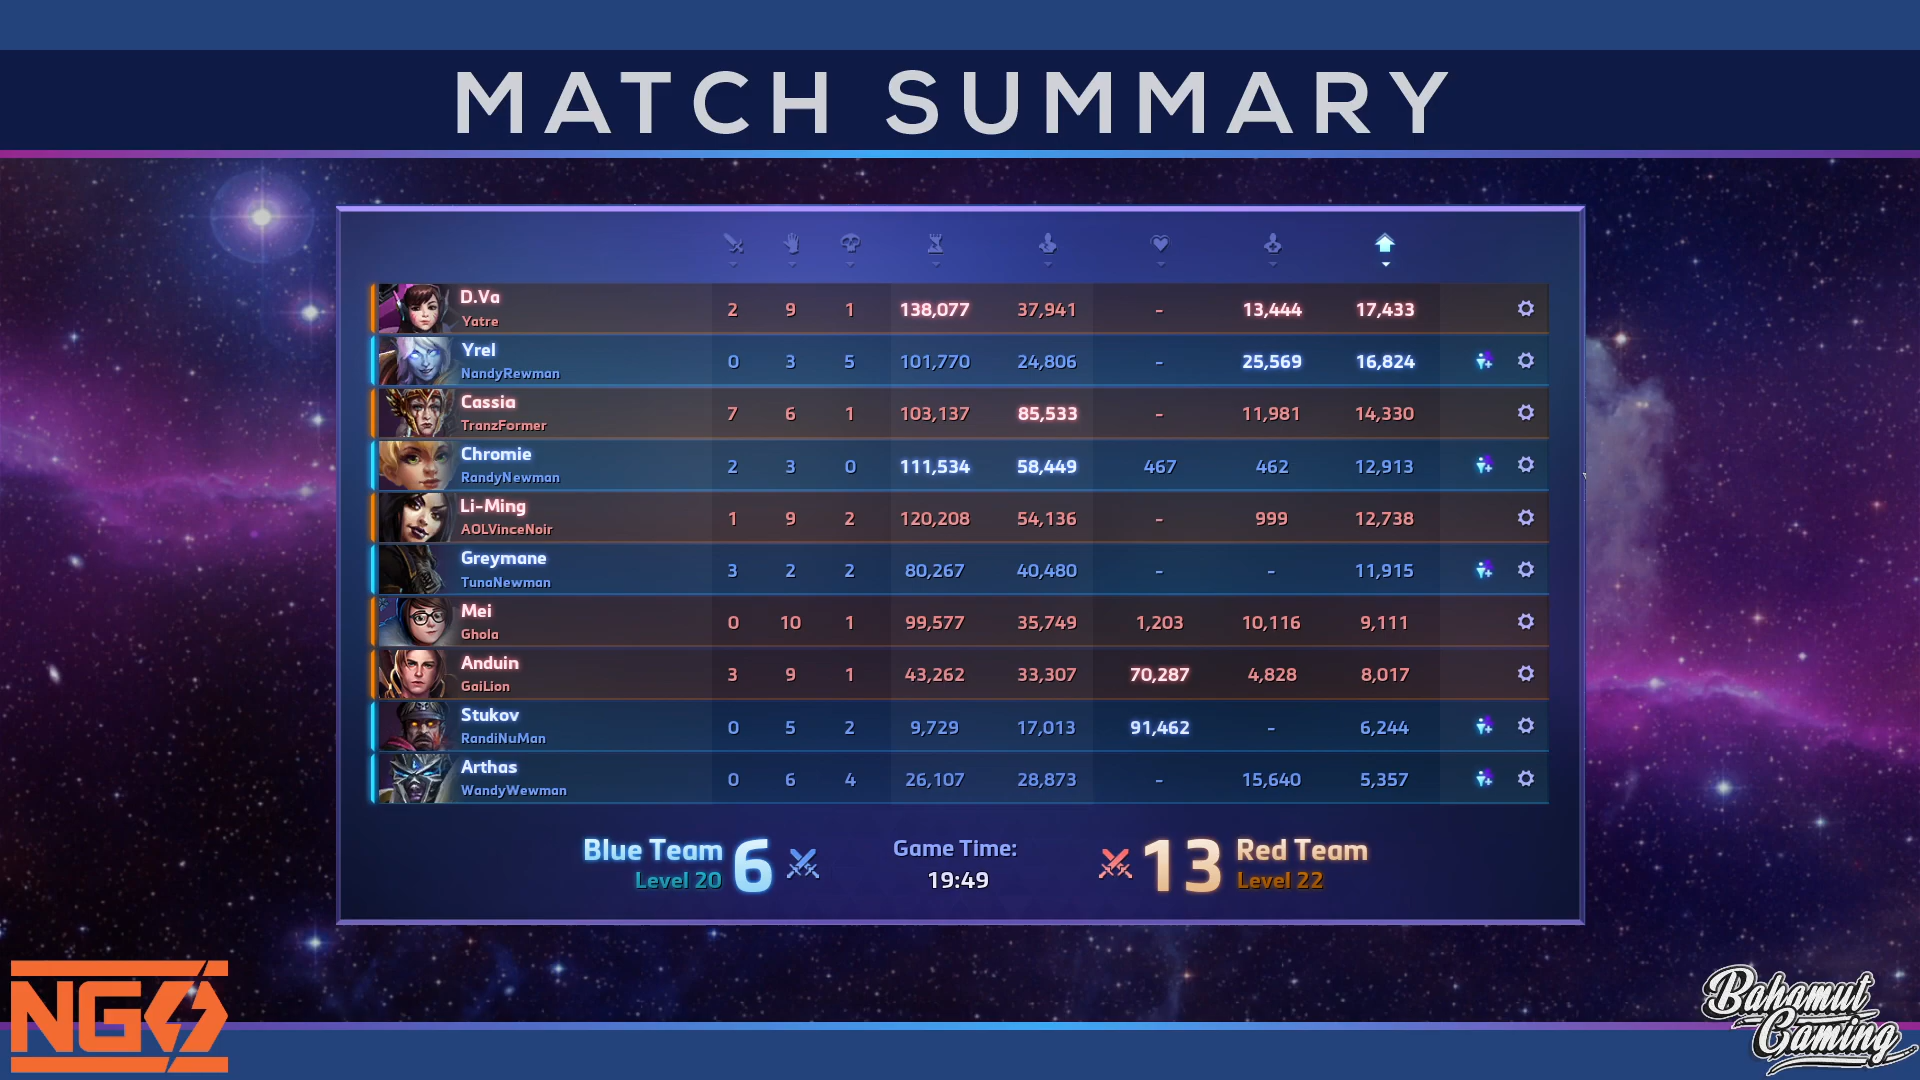 MATCH SUMMARY
D.Va
Yatre
2 9 1 138,077 37,941 - 13,444 17,433
Yrel
NandyRewman
0 3 5 101,770 24,806 - 25,569 16,824
Cassia
TranzFormer
7 6 1 103,137 85,533 - 11,981 14,330
Chromie
RandyNewman
2 3 0 111,534 58,449 467 462 12,913
Li-Ming
AOLVinceNoir
1 9 2 120,208 54,136 - 999 12,738
Greymane
TunaNewman
3 2 2 80,267 40,480 - - 11,915
Mei
Ghola
0 10 1 99,577 35,749 1,203 10,116 9,111
Anduin
GaiLion
3 9 1 43,262 33,307 70,287 4,828 8,017
Stukov
RandiNuMan
0 5 2 9,729 17,013 91,462 - 6,244
Arthas
WandyWewman
0 6 4 26,107 28,873 - 15,640 5,357
Blue Team 6
Level 20
Game Time:
19:49
13 Red Team
Level 22
NGS
Bahamut
Gaming